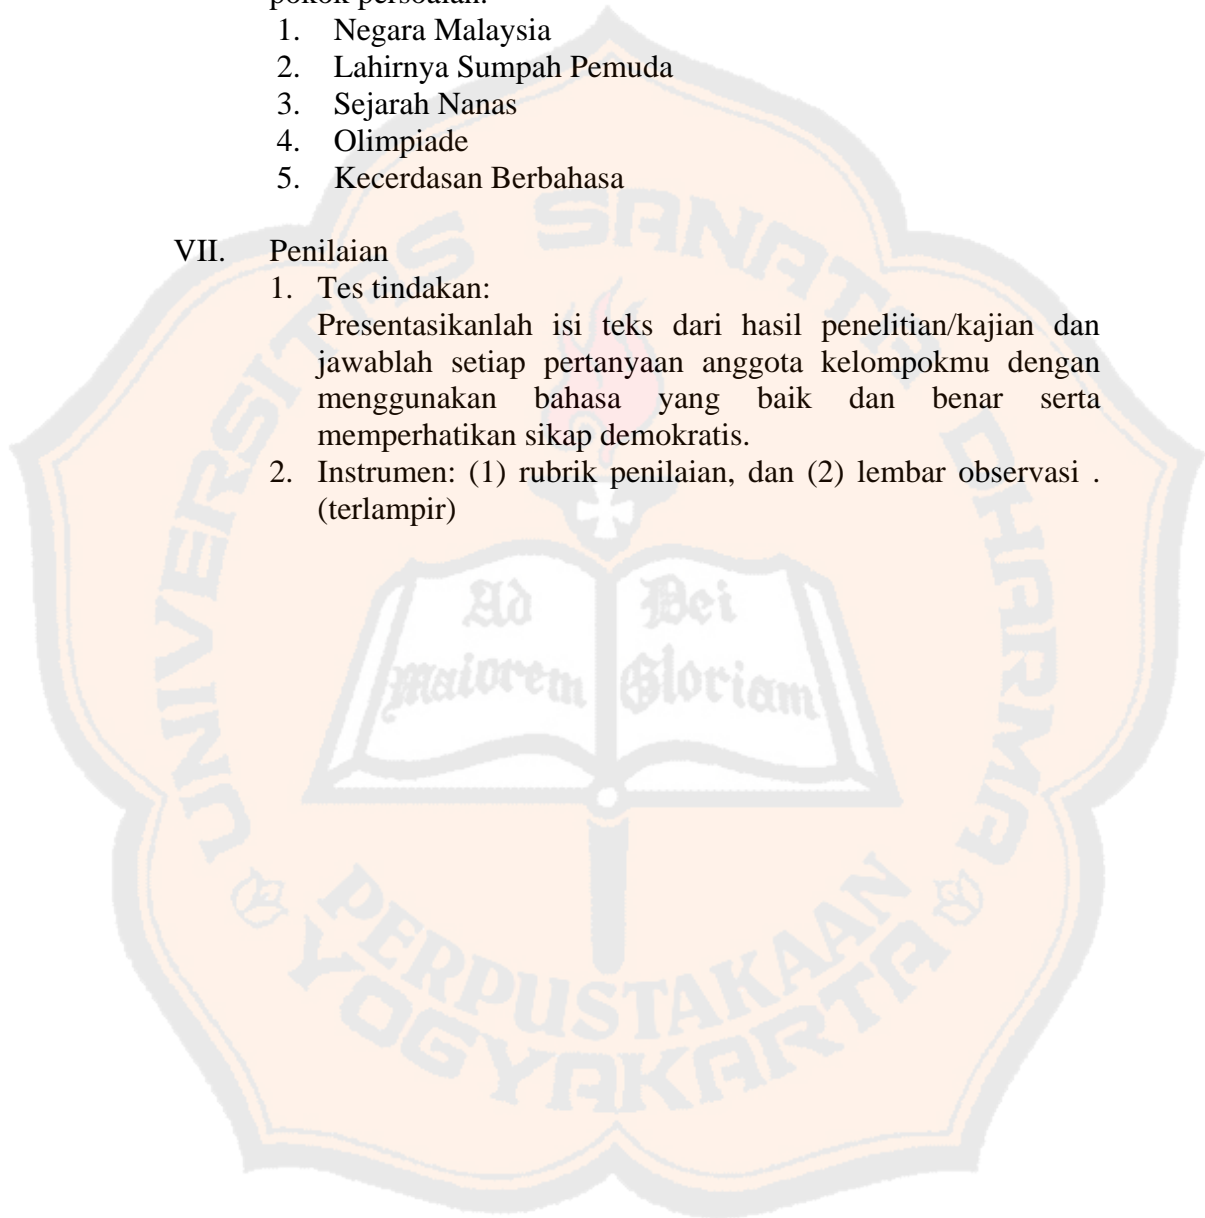 pokok persoalan.
1. Negara Malaysia
2. Lahirnya Sumpah Pemuda
3. Sejarah Nanas
4. Olimpiade
5. Kecerdasan Berbahasa
VII. Penilaian
1. Tes tindakan:
Presentasikanlah isi teks dari hasil penelitian/kajian dan
jawablah setiap pertanyaan anggota kelompokmu dengan
menggunakan bahasa yang baik dan benar serta
memperhatikan sikap demokratis.
2. Instrumen: (1) rubrik penilaian, dan (2) lembar observasi .
(terlampir)
UNIVERSITAS SANATA DHARMA
Ad Maiorem
Dei Gloriam
PERPUSTAKAAN
YOGYAKARTA